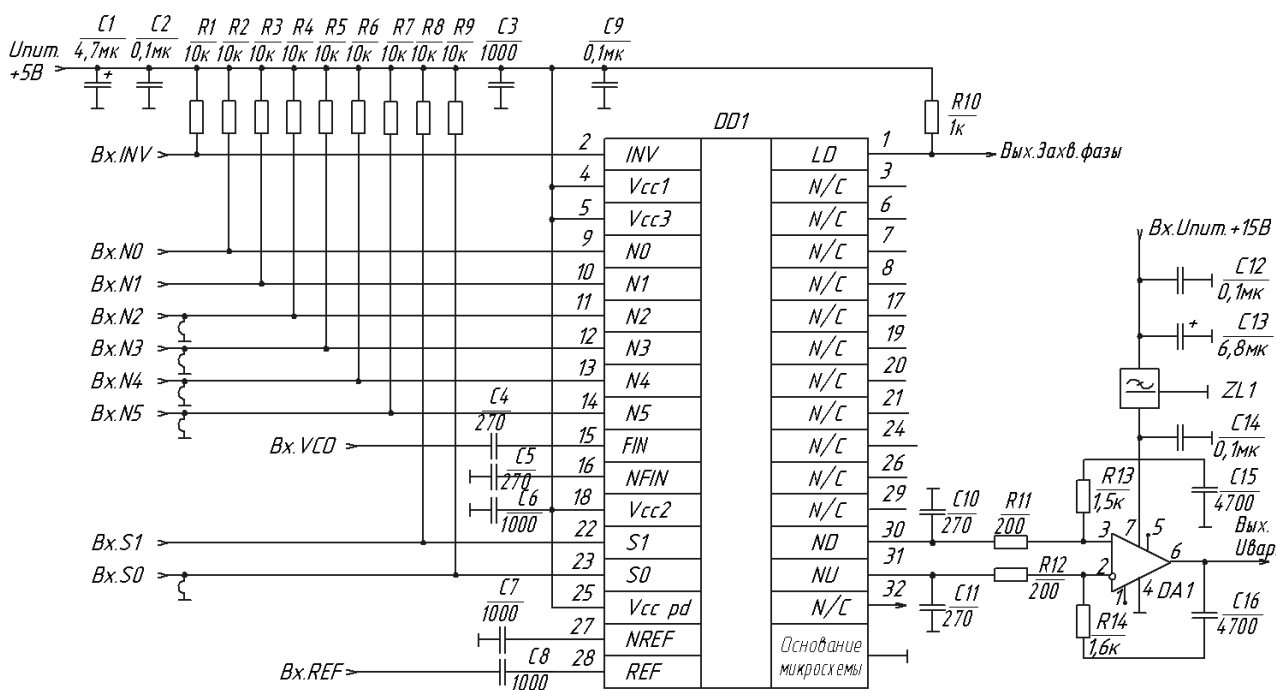 C1 C2 R1 R2 R3 R4 R5 R6 R7 R8 R9 C3 C9
4,7мк 0,1мк 10к 10к 10к 10к 10к 10к 10к 10к 10к 1000 0,1мк
Uпит.
+5В
R10
1к
DD1
Вх.INV 2 INV LD 1 Вых.Захв.фазы
4 Vcc1 N/C 3
5 Vcc3 N/C 6
Вх.N0 9 N0 N/C 7
Вх.N1 10 N1 N/C 8
Вх.N2 11 N2 N/C 17
Вх.N3 12 N3 N/C 19
Вх.N4 13 N4 N/C 20
Вх.N5 14 N5 N/C 21
C4
270
Вх.VCO 15 FIN N/C 24
C5
270
16 NFIN N/C 26
C6
1000
18 Vcc2 N/C 29
Вх.S1 22 S1 ND 30
Вх.S0 23 S0 NU 31
25 Vcc pd N/C 32
C7
1000
27 NREF Основание
Вх.REF C8
1000
28 REF микросхемы
Вх.Uпит.+15В
C12
0,1мк
+ C13
6,8мк
ZL1
C14
0,1мк
R13
1,5к
C15
4700
C10
270
R11
200
3 7 5
6 Вых.
Uвар.
2 4 DA1
1
R12
200
C11
270
R14
1,6к
C16
4700